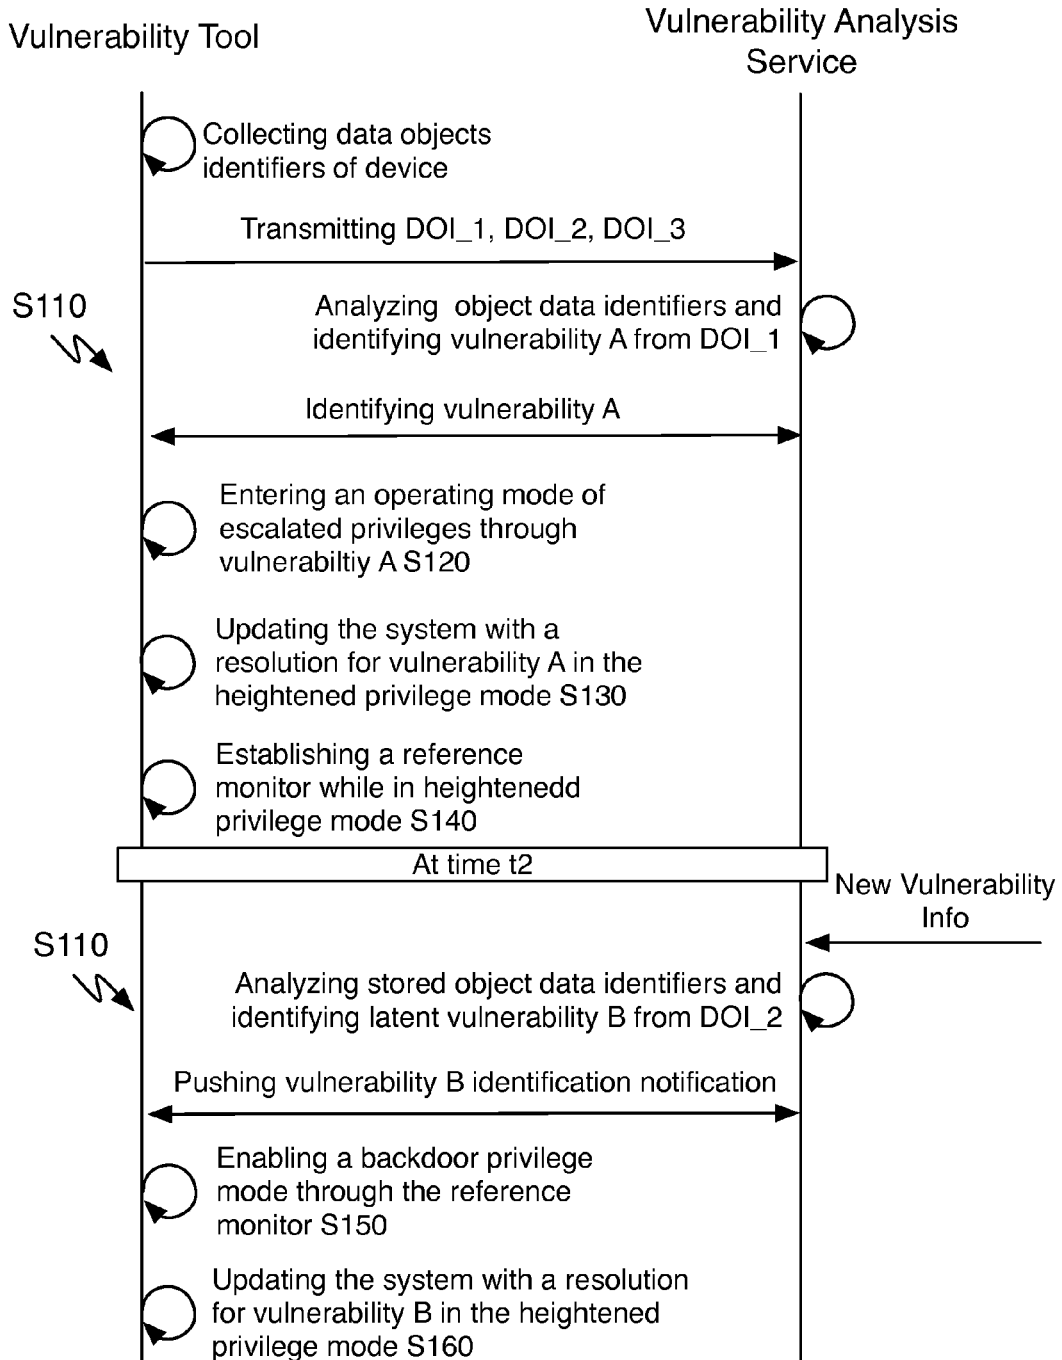 Vulnerability Tool
Vulnerability Analysis
Service
Collecting data objects
identifiers of device
Transmitting DOI_1, DOI_2, DOI_3
S110
Analyzing object data identifiers and
identifying vulnerability A from DOI_1
Identifying vulnerability A
Entering an operating mode of
escalated privileges through
vulnerabiltiy A S120
Updating the system with a
resolution for vulnerability A in the
heightened privilege mode S130
Establishing a reference
monitor while in heightenedd
privilege mode S140
At time t2
New Vulnerability
Info
S110
Analyzing stored object data identifiers and
identifying latent vulnerability B from DOI_2
Pushing vulnerability B identification notification
Enabling a backdoor privilege
mode through the reference
monitor S150
Updating the system with a resolution
for vulnerability B in the heightened
privilege mode S160